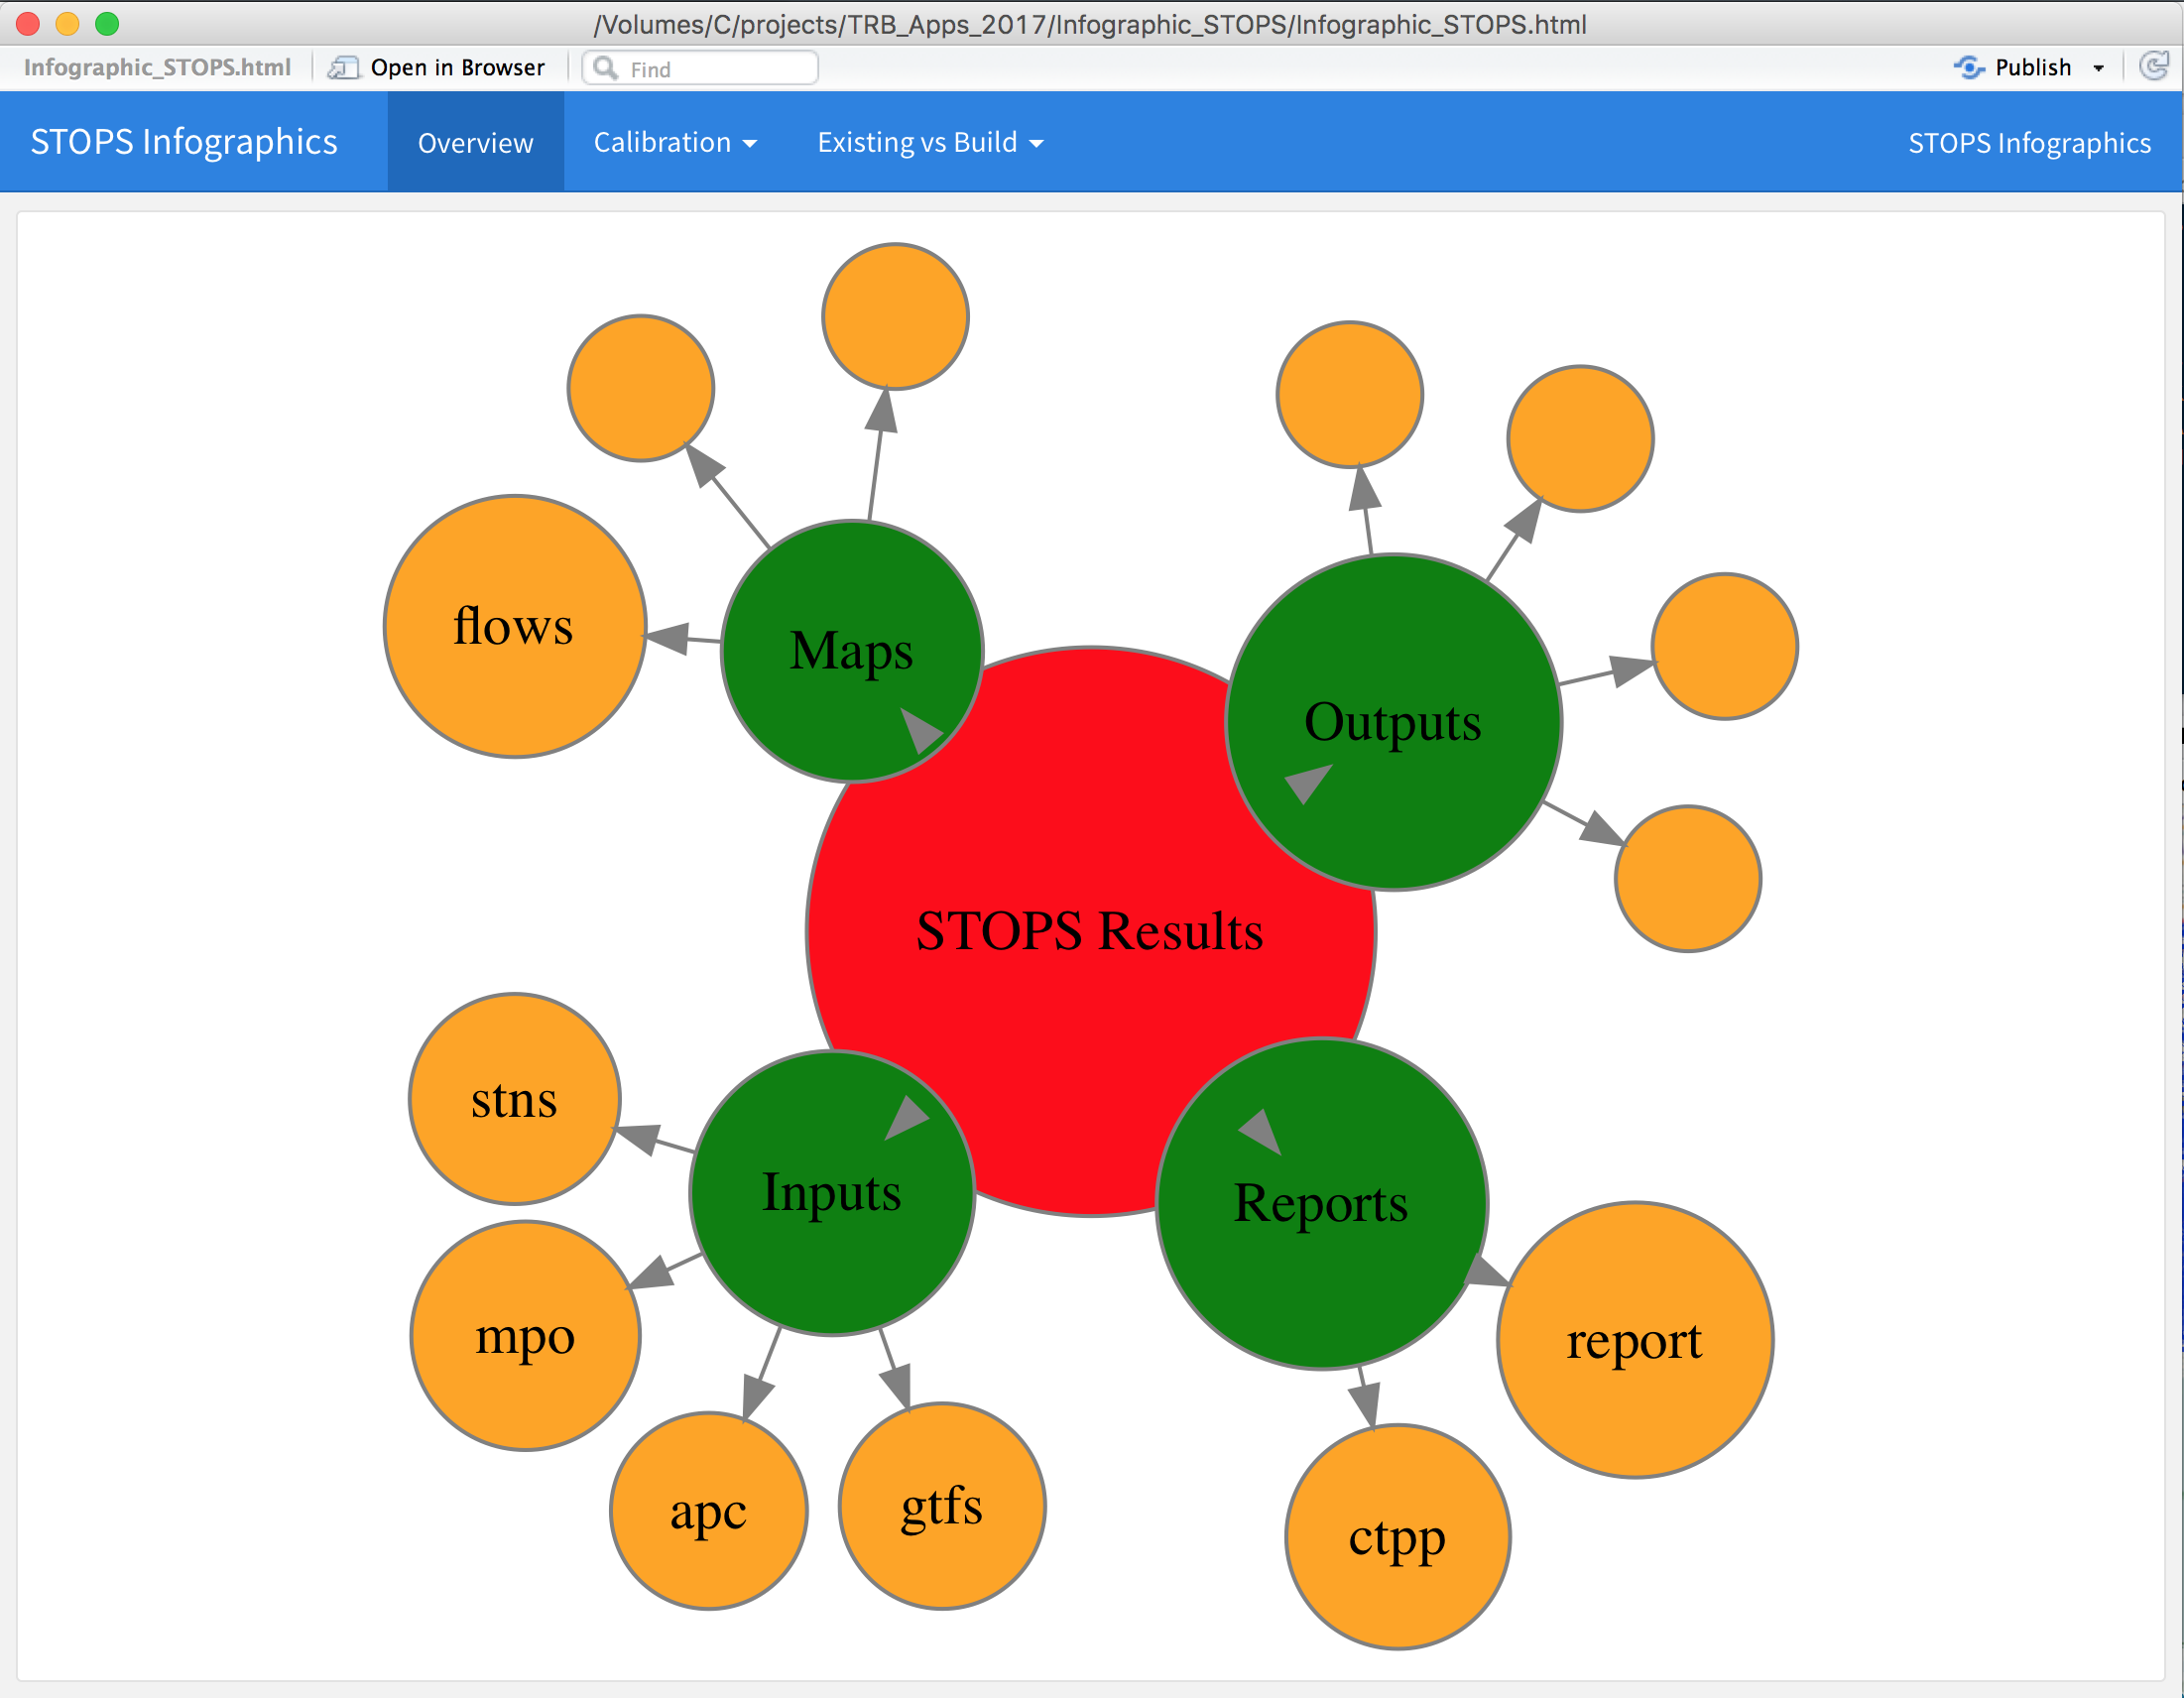 /Volumes/C/projects/TRB_Apps_2017/Infographic_STOPS/Infographic_STOPS.html
Infographic_STOPS.html
Open in Browser
Find
Publish
STOPS Infographics
Overview
Calibration
Existing vs Build
STOPS Infographics
flows
Maps
Outputs
STOPS Results
stns
Inputs
Reports
mpo
report
apc
gtfs
ctpp